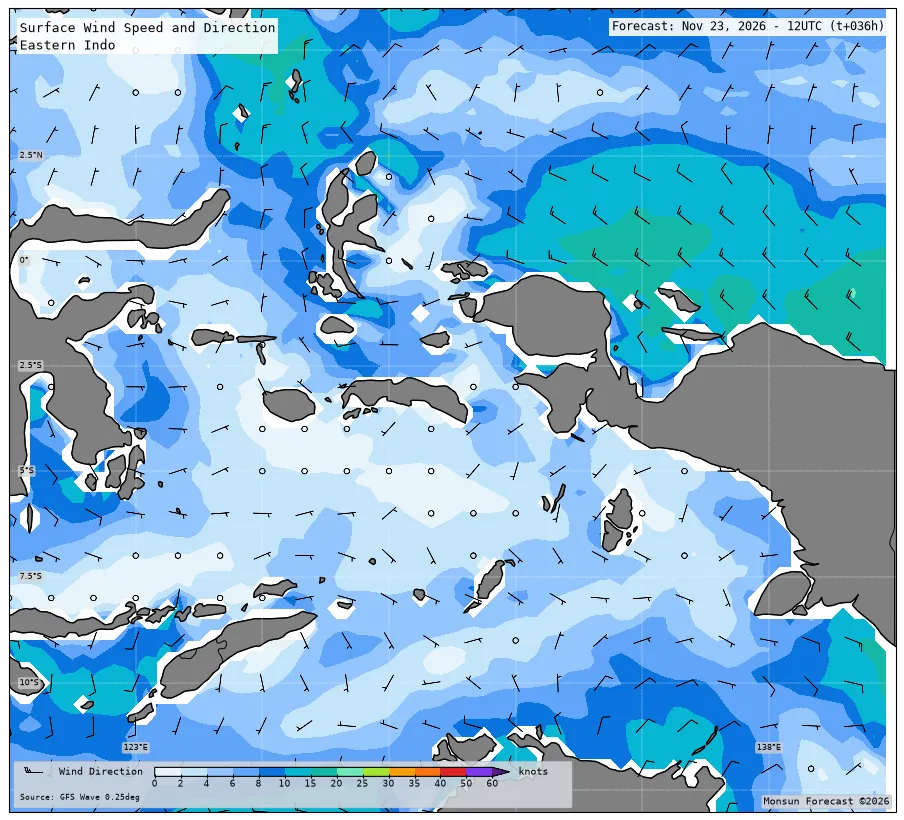 Surface Wind Speed and Direction
Eastern Indo
Forecast: Nov 23, 2026 - 12UTC (t+036h)
2.5°N
0°
2.5°S
5°S
7.5°S
10°S
123°E
138°E
Wind Direction
0 2 4 6 8 10 15 20 25 30 35 40 50 60
knots
Source: GFS Wave 0.25deg
Monsun Forecast ©2026